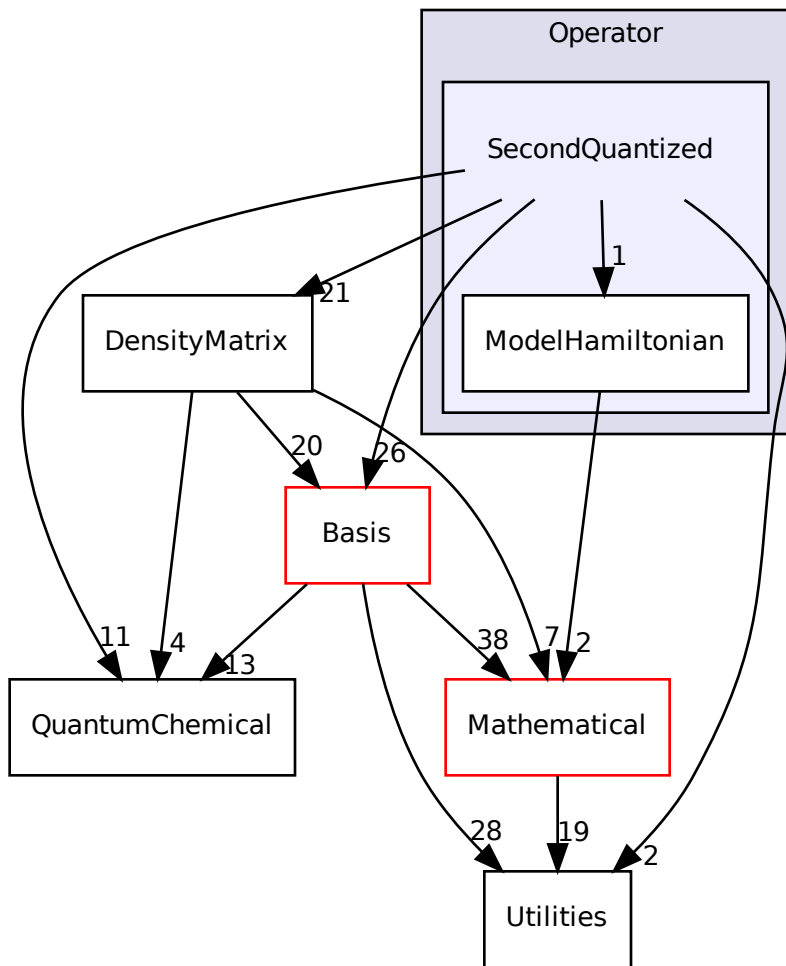 Operator
SecondQuantized
1
21
DensityMatrix
ModelHamiltonian
20
26
Basis
11
4
13
38
7
2
QuantumChemical
Mathematical
28
19
2
Utilities